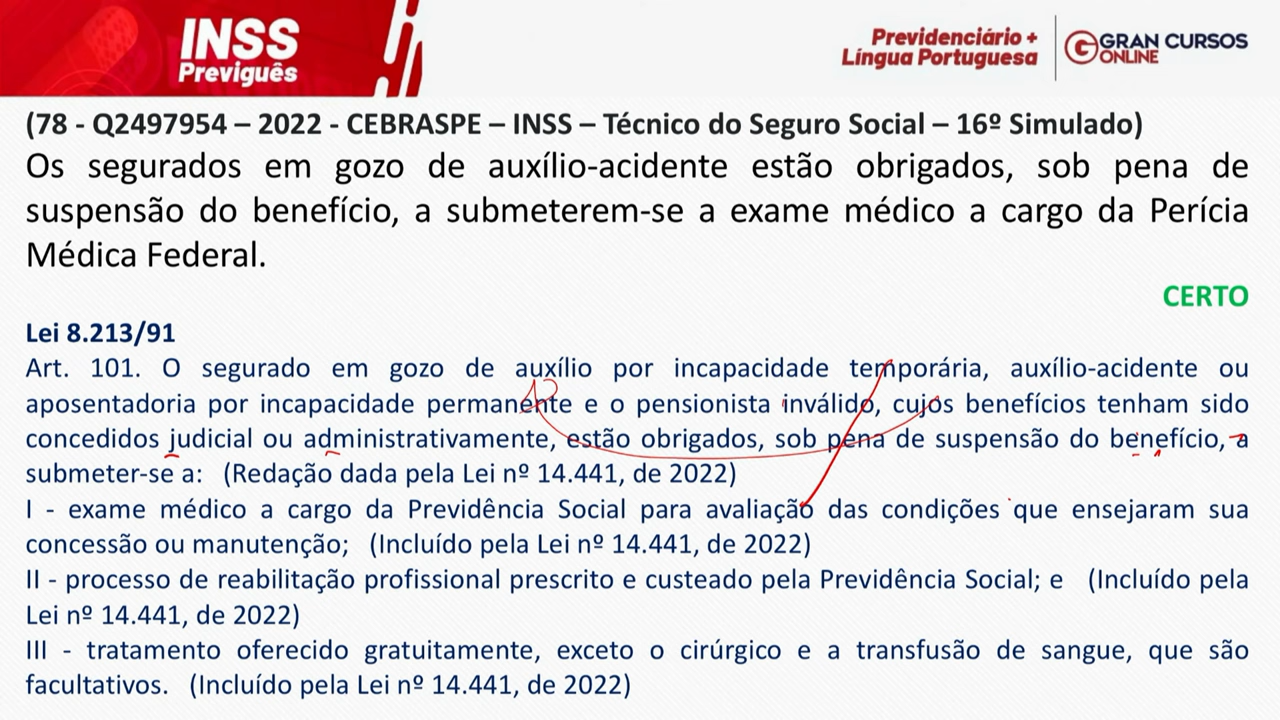 INSS
Previguês
Previdenciário +
Língua Portuguesa
GRAN CURSOS
ONLINE
(78 - Q2497954 – 2022 - CEBRASPE – INSS – Técnico do Seguro Social – 16º Simulado)
Os segurados em gozo de auxílio-acidente estão obrigados, sob pena de
suspensão do benefício, a submeterem-se a exame médico a cargo da Perícia
Médica Federal.
CERTO
Lei 8.213/91
Art. 101. O segurado em gozo de auxílio por incapacidade temporária, auxílio-acidente ou
aposentadoria por incapacidade permanente e o pensionista inválido, cujos benefícios tenham sido
concedidos judicial ou administrativamente, estão obrigados, sob pena de suspensão do benefício, a
submeter-se a: (Redação dada pela Lei nº 14.441, de 2022)
I - exame médico a cargo da Previdência Social para avaliação das condições que ensejaram sua
concessão ou manutenção; (Incluído pela Lei nº 14.441, de 2022)
II - processo de reabilitação profissional prescrito e custeado pela Previdência Social; e (Incluído pela
Lei nº 14.441, de 2022)
III - tratamento oferecido gratuitamente, exceto o cirúrgico e a transfusão de sangue, que são
facultativos. (Incluído pela Lei nº 14.441, de 2022)